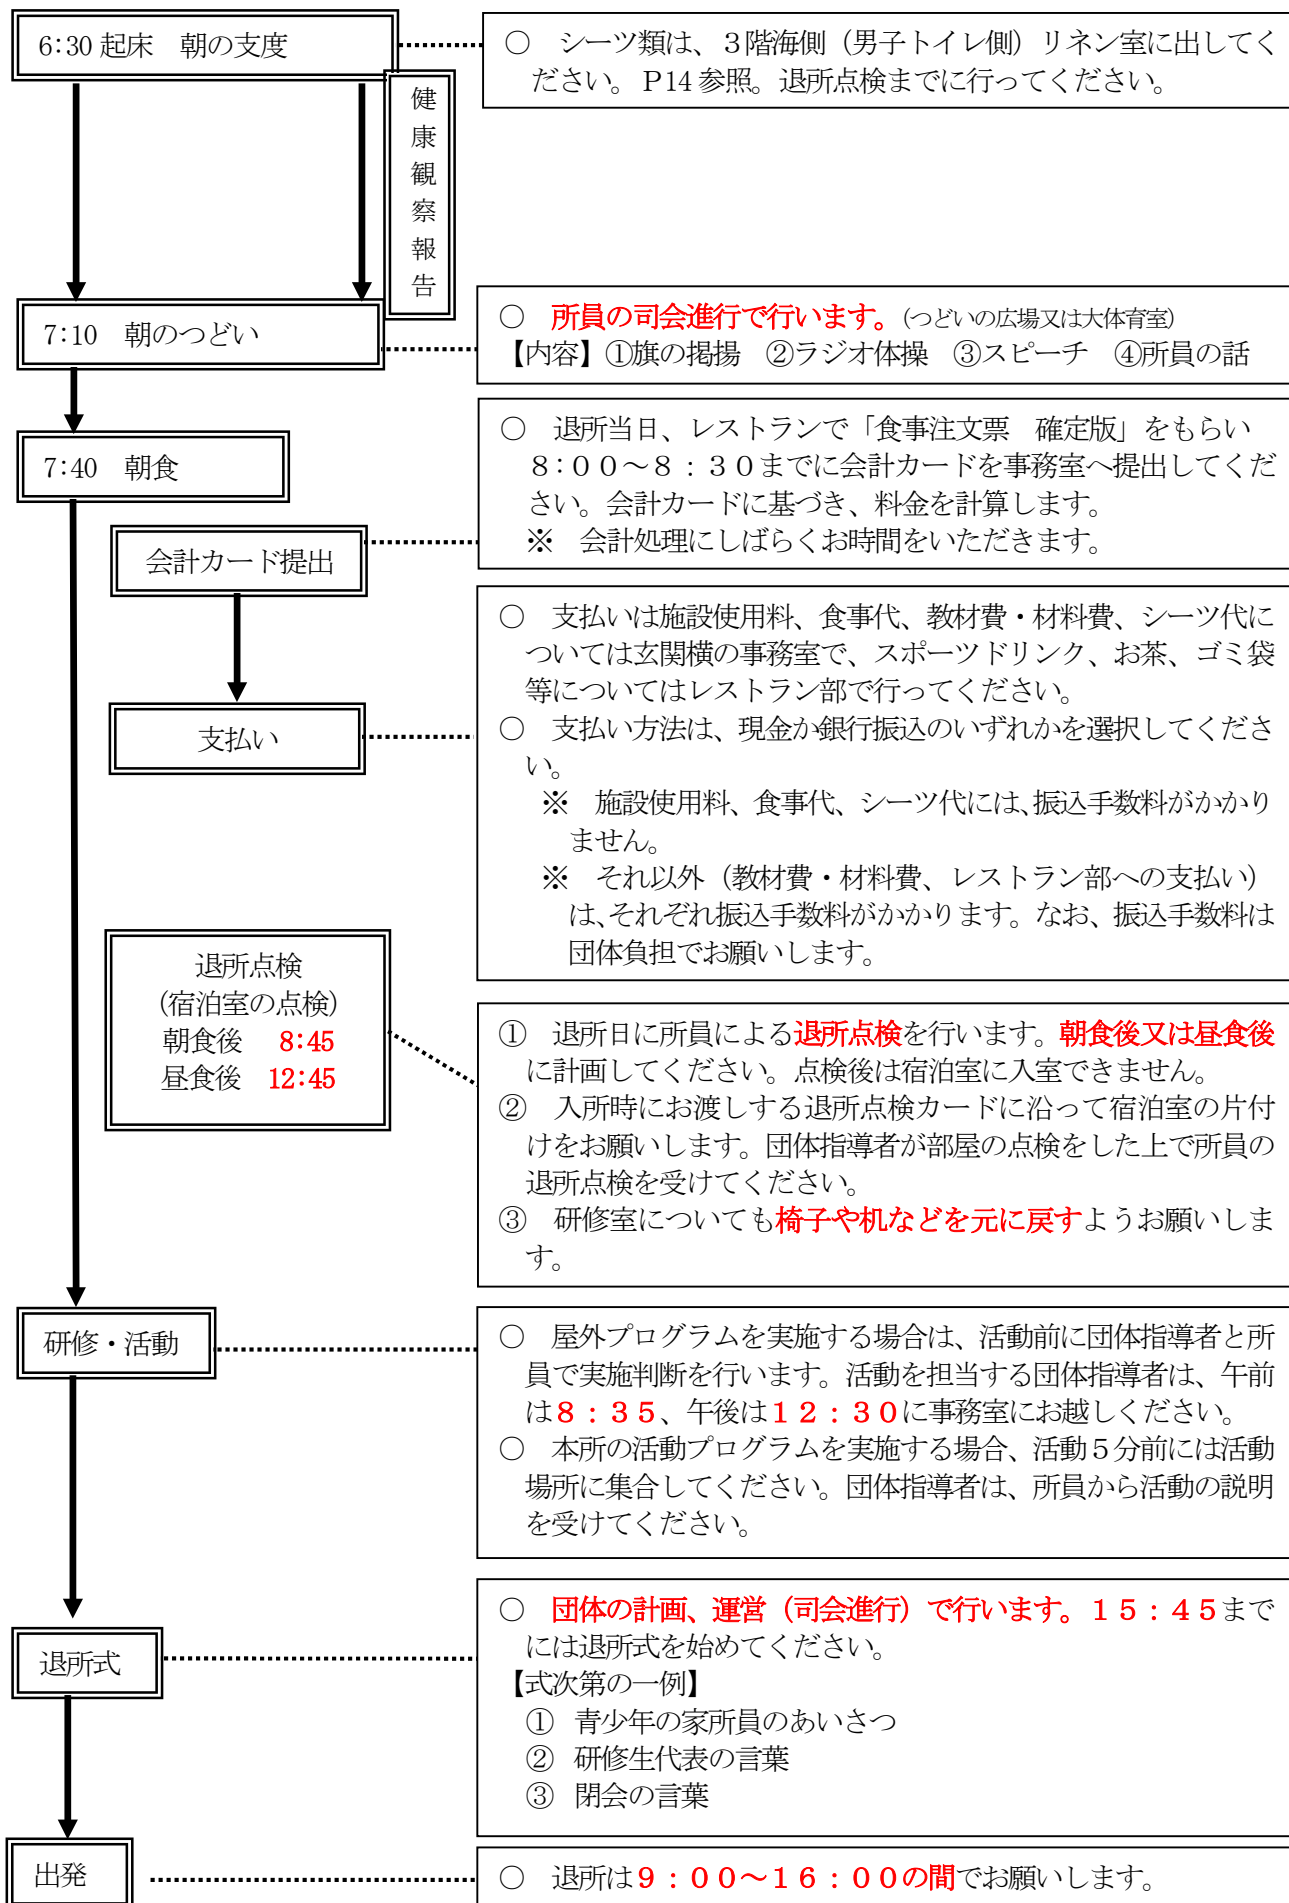 6:30 起床　朝の支度
○　シーツ類は、３階海側（男子トイレ側）リネン室に出してく
ださい。P14 参照。退所点検までに行ってください。
健
康
観
察
報
告
7:10　朝のつどい
○　所員の司会進行で行います。（つどいの広場又は大体育室）
【内容】①旗の掲揚　②ラジオ体操　③スピーチ　④所員の話
7:40　朝食
○　退所当日、レストランで「食事注文票　確定版」をもらい
８:００～８：３０までに会計カードを事務室へ提出してくだ
さい。会計カードに基づき、料金を計算します。
※　会計処理にしばらくお時間をいただきます。
会計カード提出
支払い
○　支払いは施設使用料、食事代、教材費・材料費、シーツ代に
ついては玄関横の事務室で、スポーツドリンク、お茶、ゴミ袋
等についてはレストラン部で行ってください。
○　支払い方法は、現金か銀行振込のいずれかを選択してくださ
い。
※　施設使用料、食事代、シーツ代には、振込手数料がかかり
ません。
※　それ以外（教材費・材料費、レストラン部への支払い）
は、それぞれ振込手数料がかかります。なお、振込手数料は
団体負担でお願いします。
退所点検
（宿泊室の点検）
朝食後　8:45
昼食後　12:45
①　退所日に所員による退所点検を行います。朝食後又は昼食後
に計画してください。点検後は宿泊室に入室できません。
②　入所時にお渡しする退所点検カードに沿って宿泊室の片付
けをお願いします。団体指導者が部屋の点検をした上で所員の
退所点検を受けてください。
③　研修室についても椅子や机などを元に戻すようお願いしま
す。
研修・活動
○　屋外プログラムを実施する場合は、活動前に団体指導者と所
員で実施判断を行います。活動を担当する団体指導者は、午前
は８：３５、午後は１２：３０に事務室にお越しください。
○　本所の活動プログラムを実施する場合、活動５分前には活動
場所に集合してください。団体指導者は、所員から活動の説明
を受けてください。
退所式
○　団体の計画、運営（司会進行）で行います。１５：４５まで
には退所式を始めてください。
【式次第の一例】
①　青少年の家所員のあいさつ
②　研修生代表の言葉
③　閉会の言葉
出発
○　退所は９：００～１６：００の間でお願いします。